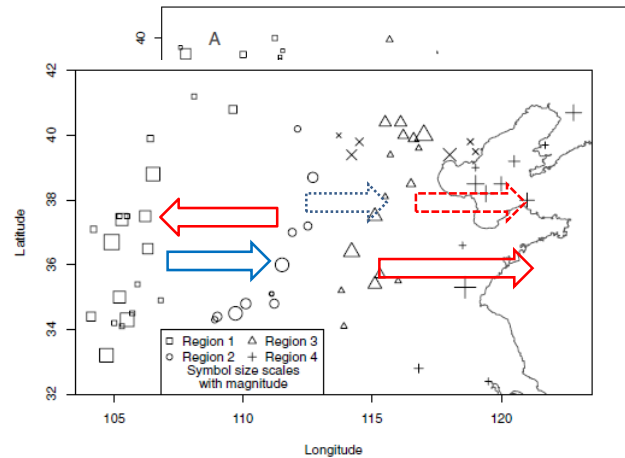 40
A
42
40
38
36
34
32
Latitude
Region 1
Region 3
Region 2
Region 4
Symbol size scales
with magnitude
105
110
115
120
Longitude